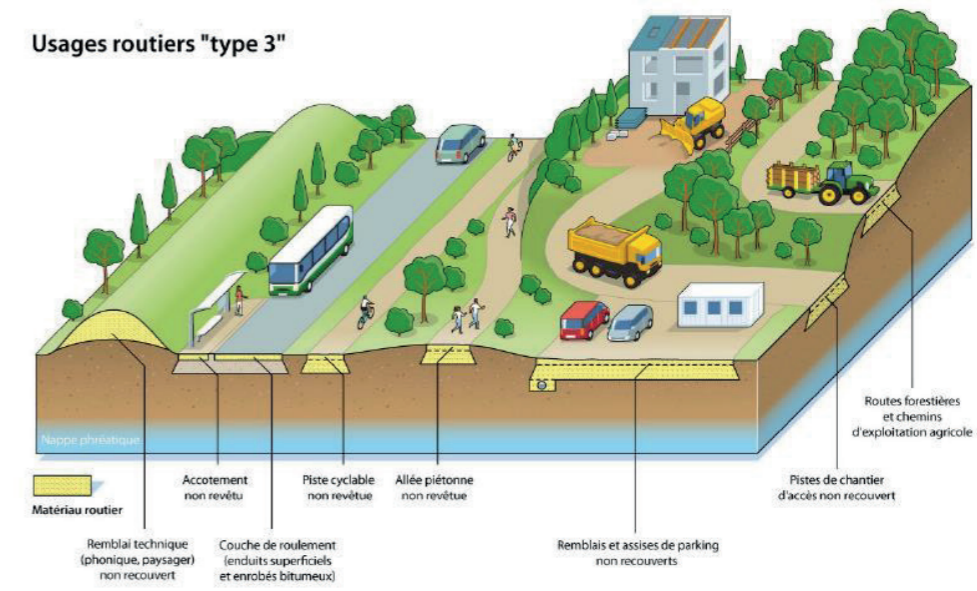 Usages routiers "type 3"
Nappe phréatique
Matériau routier
Remblai technique
(phonique, paysager)
non recouvert
Accotement
non revêtu
Couche de roulement
(enduits superficiels
et enrobés bitumeux)
Piste cyclable
non revêtue
Allée piétonne
non revêtue
Remblais et assises de parking
non recouverts
Pistes de chantier
d'accès non recouvert
Routes forestières
et chemins
d'exploitation agricole